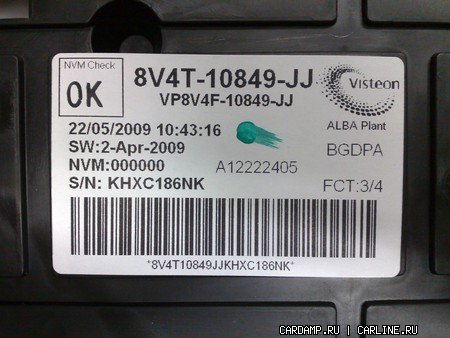 NVM Check
OK
8V4T-10849-JJ
VP8V4F-10849-JJ
Visteon
22/05/2009 10:43:16
ALBA Plant
SW:2-Apr-2009
BGDPA
NVM:000000
A12222405
S/N: KHXC186NK
FCT:3/4
*8V4T10849JJKHXC186NK*
CARDAMP.RU | CARLINE.RU